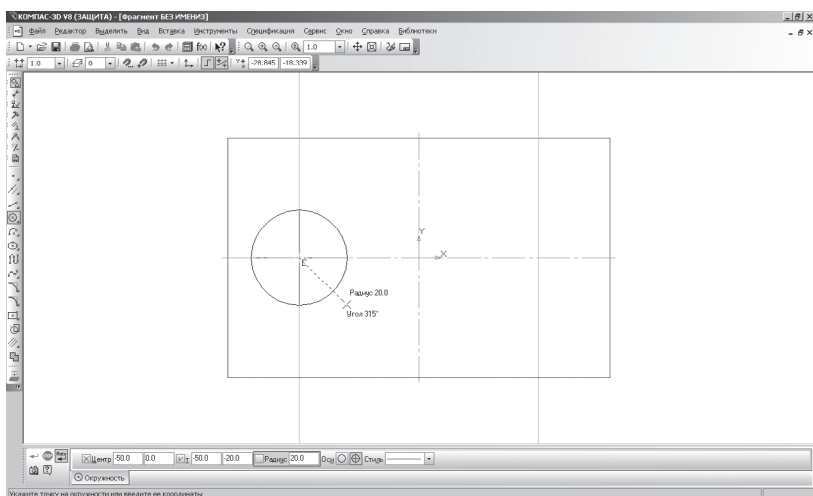 КОМПАС-3D V8 (ЗАЩИТА) - [Фрагмент БЕЗ ИМЕНИ3]
Файл Редактор Выделить Вид Вставка Инструменты Спецификация Сервис Окно Справка Библиотеки
1.0
1.0 0 -28.845 -18.339
Y
X
Радиус 20.0
Угол 315°
Центр -50.0 0.0 т -50.0 -20.0 Радиус 20.0 Оси Стиль
Окружность
Укажите точку на окружности или введите ее координаты